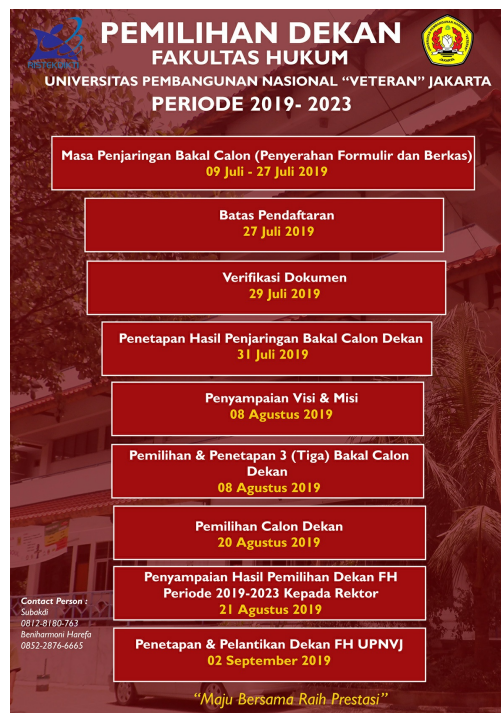 PEMILIHAN DEKAN
FAKULTAS HUKUM
UNIVERSITAS PEMBANGUNAN NASIONAL “VETERAN” JAKARTA
PERIODE 2019- 2023
Masa Penjaringan Bakal Calon (Penyerahan Formulir dan Berkas)
09 Juli - 27 Juli 2019
Batas Pendaftaran
27 Juli 2019
Verifikasi Dokumen
29 Juli 2019
Penetapan Hasil Penjaringan Bakal Calon Dekan
31 Juli 2019
Penyampaian Visi & Misi
08 Agustus 2019
Pemilihan & Penetapan 3 (Tiga) Bakal Calon
Dekan
08 Agustus 2019
Pemilihan Calon Dekan
20 Agustus 2019
Penyampaian Hasil Pemilihan Dekan FH
Periode 2019-2023 Kepada Rektor
21 Agustus 2019
Contact Person :
Subakdi
0812-8180-763
Beniharmoni Harefa
0852-2876-6665
Penetapan & Pelantikan Dekan FH UPNVJ
02 September 2019
“Maju Bersama Raih Prestasi”